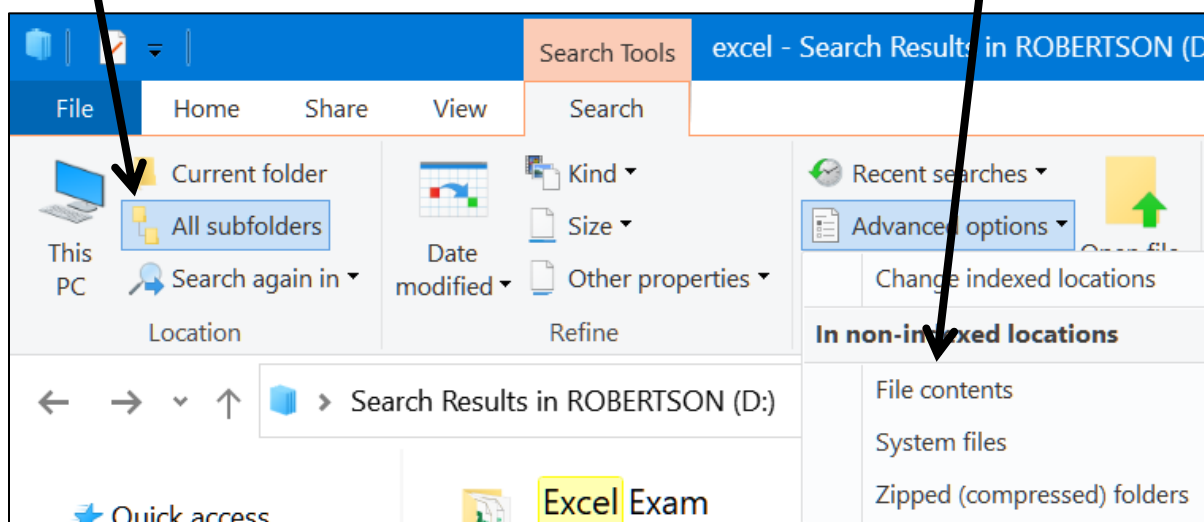 Search Tools
excel - Search Results in ROBERTSON (D
File Home Share View Search
This PC
Current folder
All subfolders
Search again in
Location
Date modified
Kind
Size
Other properties
Refine
Recent searches
Advanced options
Open file
Change indexed locations
In non-indexed locations
File contents
System files
Zipped (compressed) folders
Search Results in ROBERTSON (D:)
Quick access
Excel Exam